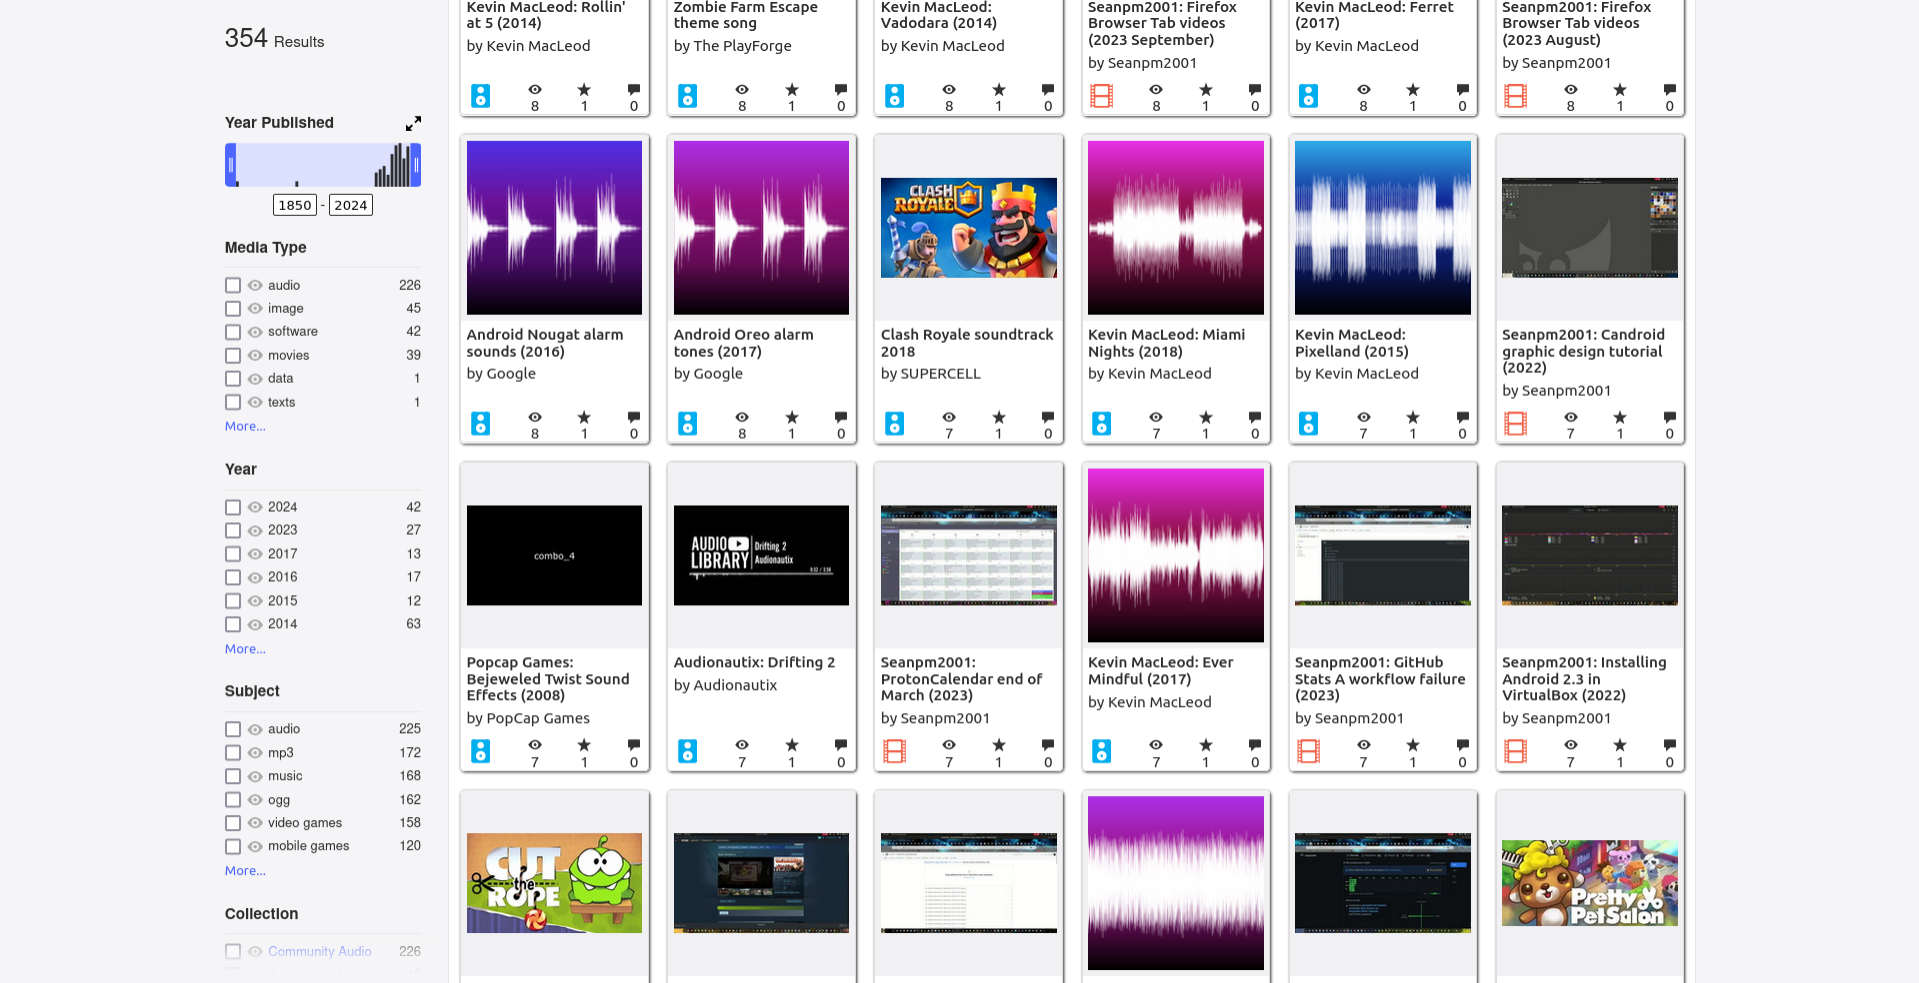 354 Results
Year Published
1850 - 2024
Media Type
audio 226
image 45
software 42
movies 39
data 1
texts 1
More...
Year
2024 42
2023 27
2017 13
2016 17
2015 12
2014 63
More...
Subject
audio 225
mp3 172
music 168
ogg 162
video games 158
mobile games 120
More...
Collection
Community Audio 226
Kevin MacLeod: Rollin'
at 5 (2014)
by Kevin MacLeod
8 1 0
Zombie Farm Escape
theme song
by The PlayForge
8 1 0
Kevin MacLeod:
Vadodara (2014)
by Kevin MacLeod
8 1 0
Seanpm2001: Firefox
Browser Tab videos
(2023 September)
by Seanpm2001
8 1 0
Kevin MacLeod: Ferret
(2017)
by Kevin MacLeod
8 1 0
Seanpm2001: Firefox
Browser Tab videos
(2023 August)
by Seanpm2001
8 1 0
Android Nougat alarm
sounds (2016)
by Google
8 1 0
Android Oreo alarm
tones (2017)
by Google
8 1 0
CLASH
ROYALE
Clash Royale soundtrack
2018
by SUPERCELL
7 1 0
Kevin MacLeod: Miami
Nights (2018)
by Kevin MacLeod
7 1 0
Kevin MacLeod:
Pixelland (2015)
by Kevin MacLeod
7 1 0
Seanpm2001: Candroid
graphic design tutorial
(2022)
by Seanpm2001
7 1 0
combo_4
Popcap Games:
Bejeweled Twist Sound
Effects (2008)
by PopCap Games
7 1 0
AUDIO
LIBRARY
Drifting 2
Audionautix
0:32 / 3:50
Audionautix: Drifting 2
by Audionautix
7 1 0
Seanpm2001:
ProtonCalendar end of
March (2023)
by Seanpm2001
7 1 0
Kevin MacLeod: Ever
Mindful (2017)
by Kevin MacLeod
7 1 0
Seanpm2001: GitHub
Stats A workflow failure
(2023)
by Seanpm2001
7 1 0
Seanpm2001: Installing
Android 2.3 in
VirtualBox (2022)
by Seanpm2001
7 1 0
CUT
the
ROPE
Pretty
PetSalon